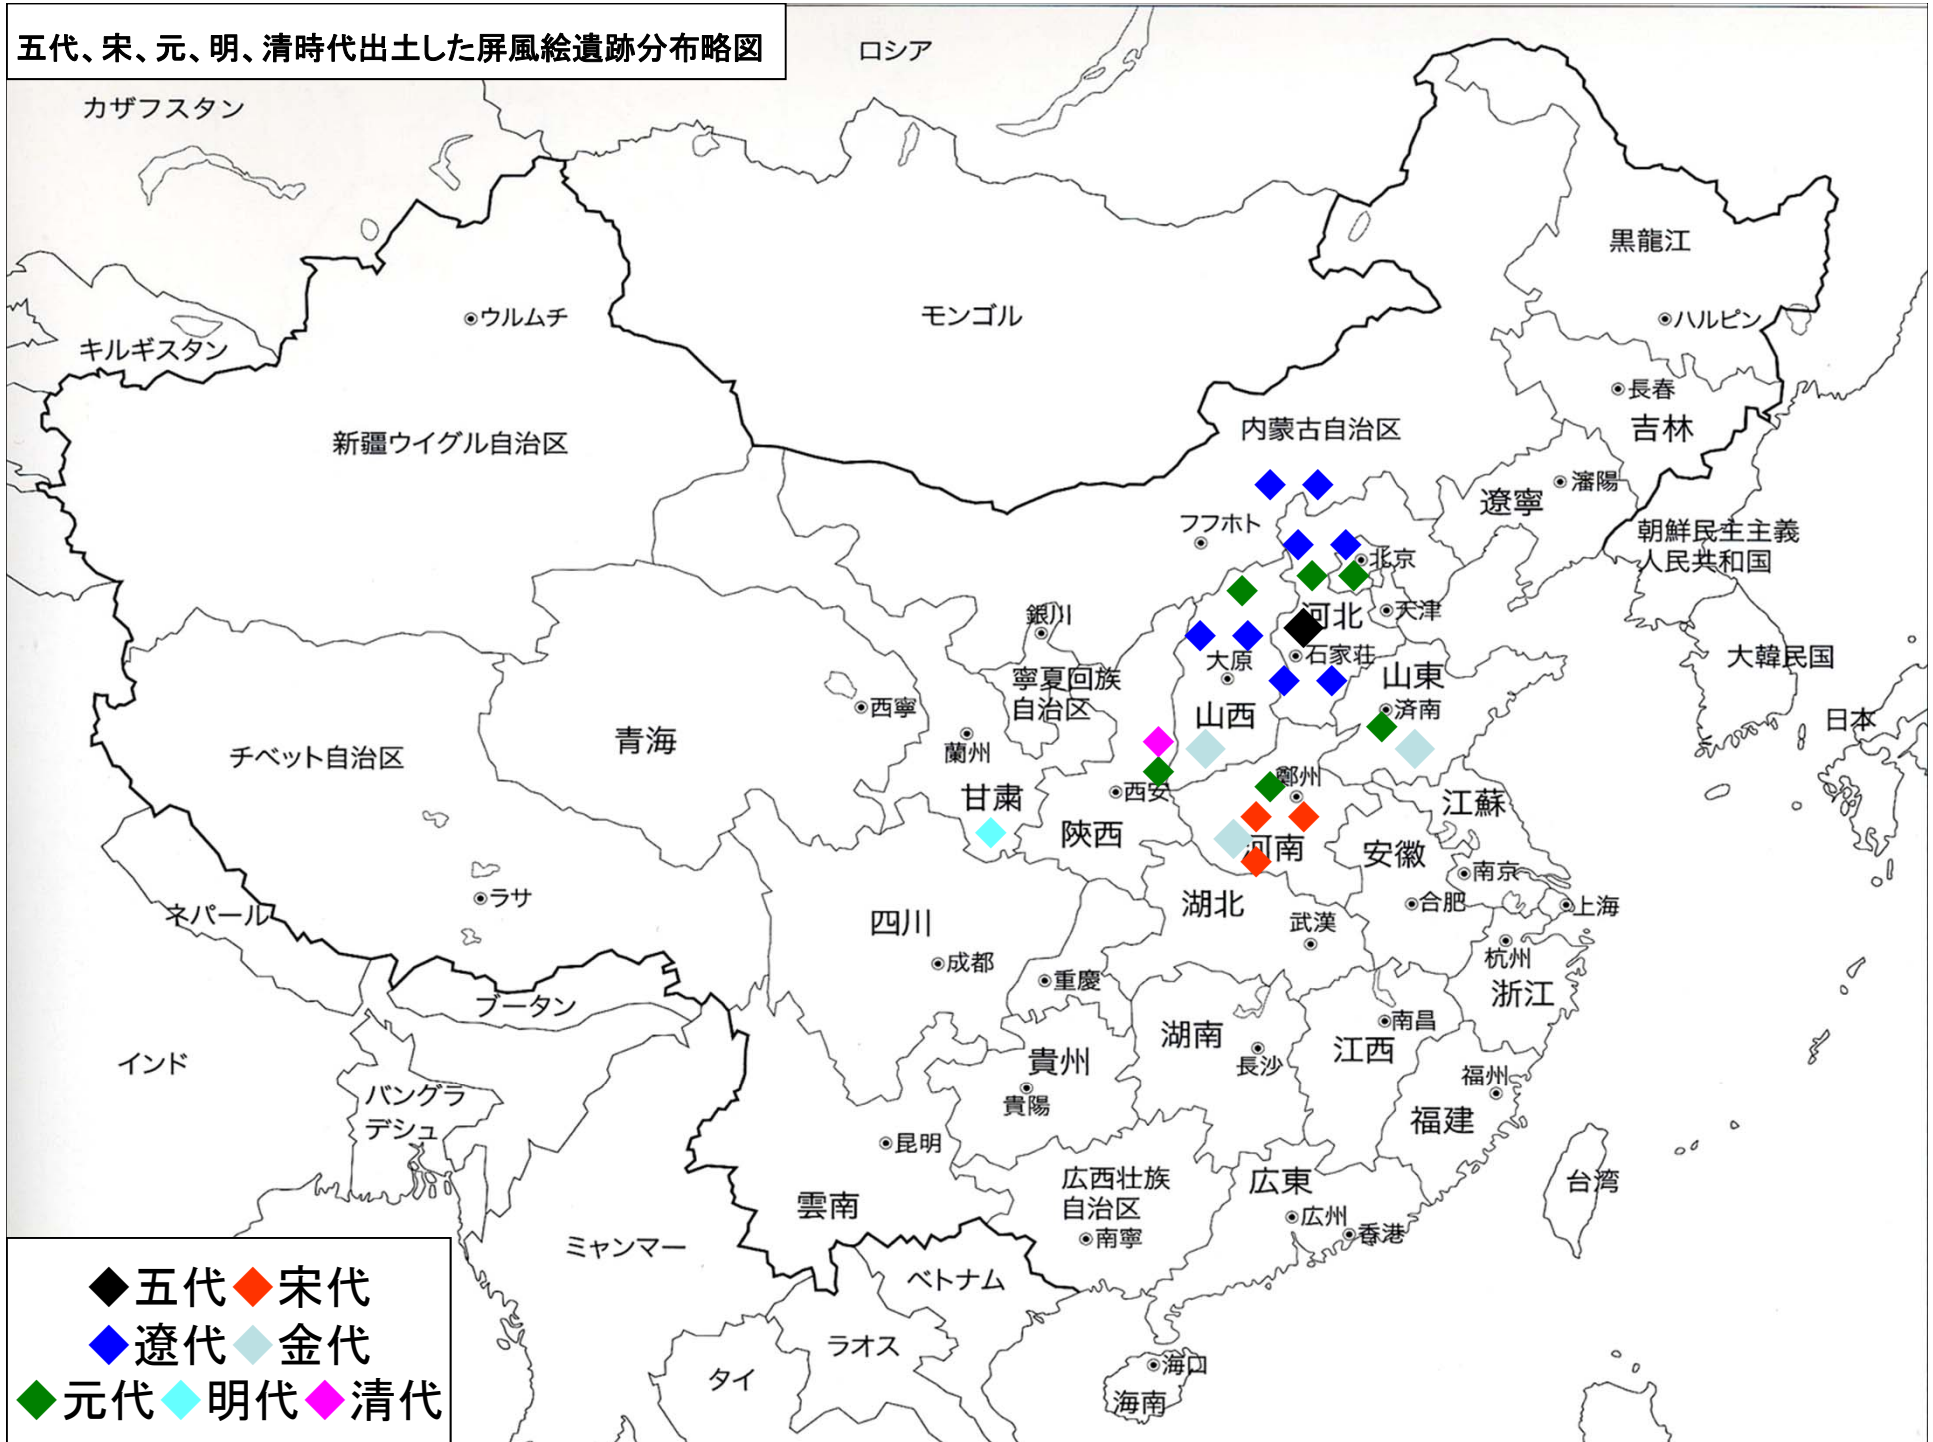 五代、宋、元、明、清時代出土した屏風絵遺跡分布略図
ロシア
カザフスタン
黒龍江
ハルピン
ウルムチ
モンゴル
キルギスタン
長春
吉林
内蒙古自治区
新疆ウイグル自治区
瀋陽
遼寧
フフホト
朝鮮民主主義
人民共和国
北京
天津
河北
銀川
石家荘
大原
大韓民国
寧夏回族
自治区
山東
済南
西寧
山西
日本
青海
蘭州
チベット自治区
鄭州
西安
甘粛
江蘇
陝西
河南
安徽
南京
ラサ
合肥
上海
湖北
ネパール
四川
武漢
杭州
成都
重慶
浙江
ブータン
南昌
湖南
江西
インド
貴州
長沙
福州
バングラ
デシュ
貴陽
福建
昆明
広西壮族
自治区
広東
台湾
雲南
広州
香港
南寧
ミャンマー
ベトナム
五代 宋代
遼代 金代
元代 明代 清代
ラオス
タイ
海口
海南